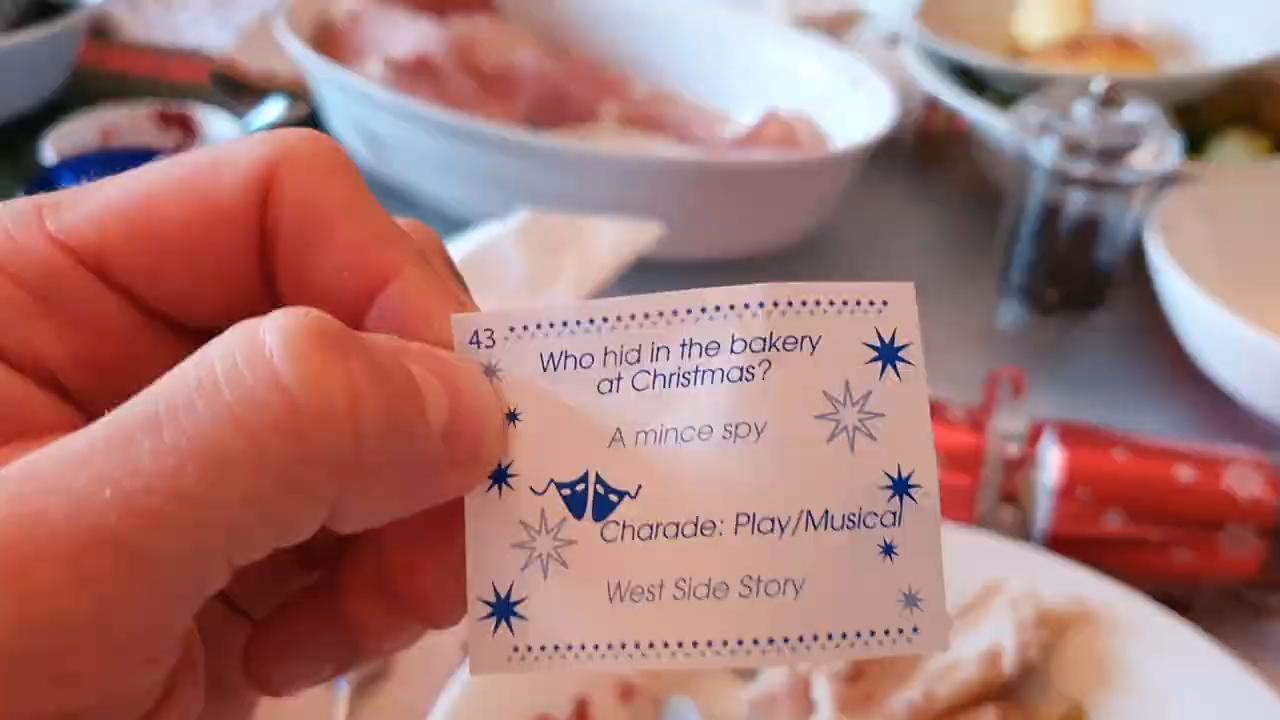 43
Who hid in the bakery
at Christmas?
A mince spy
Charade: Play/Musical
West Side Story